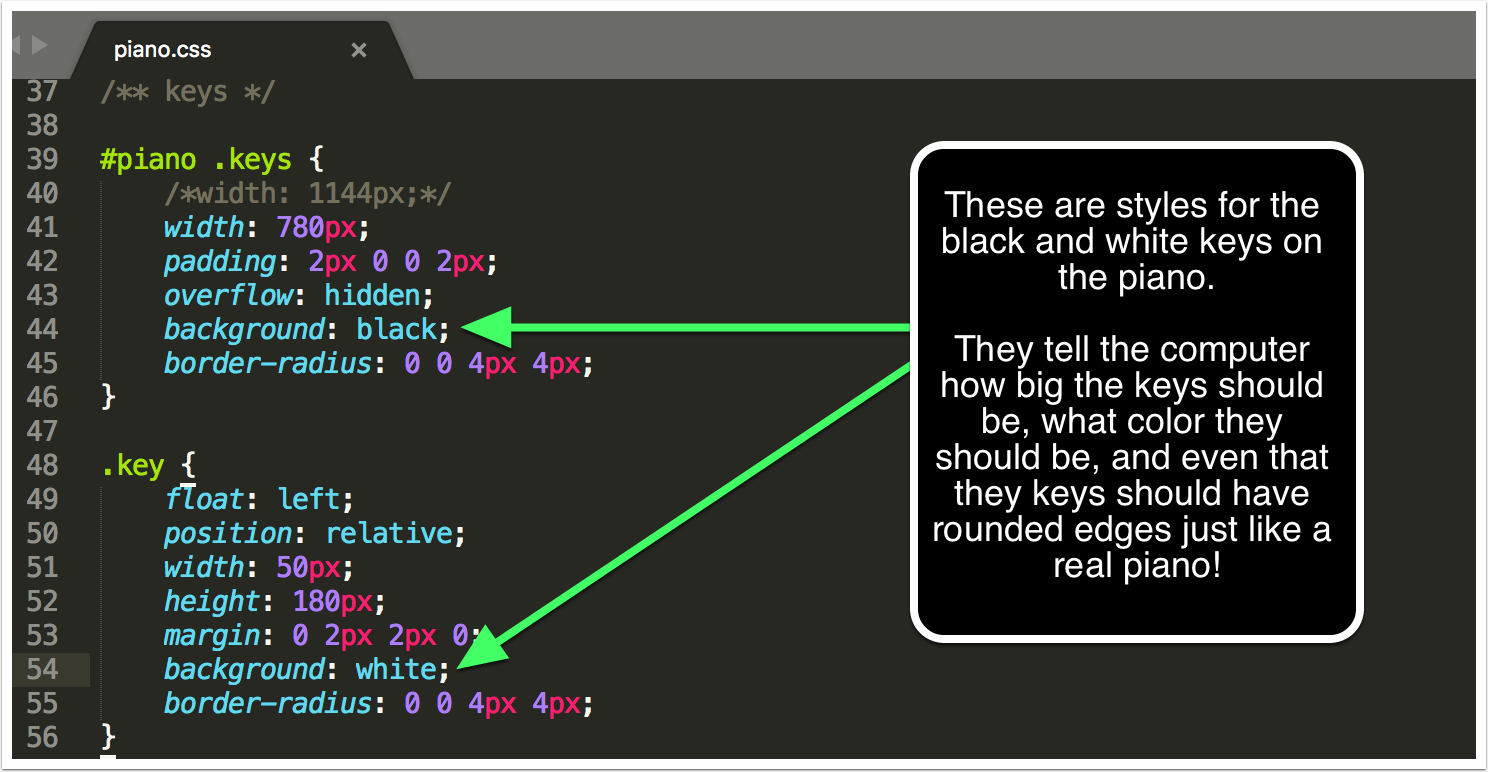 piano.css ×
37 /** keys */
38
39 #piano .keys {
40 /*width: 1144px;*/
41 width: 780px;
42 padding: 2px 0 0 2px;
43 overflow: hidden;
44 background: black;
45 border-radius: 0 0 4px 4px;
46 }
47
48 .key {
49 float: left;
50 position: relative;
51 width: 50px;
52 height: 180px;
53 margin: 0 2px 2px 0;
54 background: white;
55 border-radius: 0 0 4px 4px;
56 }
These are styles for the
black and white keys on
the piano.
They tell the computer
how big the keys should
be, what color they
should be, and even that
they keys should have
rounded edges just like a
real piano!